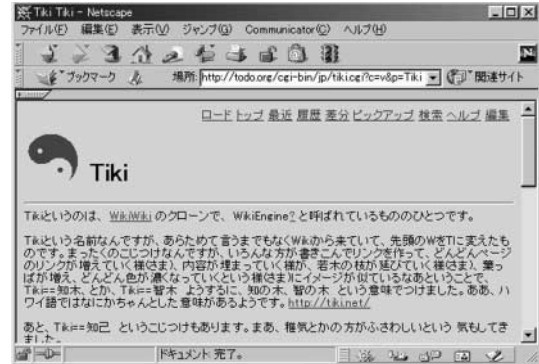 Tiki Tiki - Netscape
ファイル(F) 編集(E) 表示(V) ジャンプ(G) Communicator(C) ヘルプ(H)
ブックマーク 場所: http://todo.org/cgi-bin/jp/tiki.cgi?c=v&p=Tiki 関連サイト
ロード トップ 最近 履歴 差分 ピックアップ 検索 ヘルプ 編集
Tiki
Tikiというのは、WikiWiki のクローンで、WikiEngine? と呼ばれているもののひとつです。
Tikiという名前なんですが、あらためて言うまでもなくWikiから来ていて、先頭のWをTに変えたも
のです。まったくのこじつけなんですが、いろんな方が書きこんでリンクを作って、どんどんページ
のリンクが増えていく様(さま)、内容が埋まっていく様が、若木の枝が延びていく様(さま)、葉っ
ぱが増え、どんどん色が濃くなっていくという様(さま)にイメージが似ているなあということで、
Tiki==知木、とか、Tiki==智木 ようするに、知の木、智の木 という意味でつけました。ああ、ハ
ワイ語ではなにかちゃんとした意味があるようです。http://tiki.net/
あと、Tiki==知己 というこじつけもあります。まあ、稚気とかの方がふさわしいという 気もしてき
ました。
ドキュメント 完了。